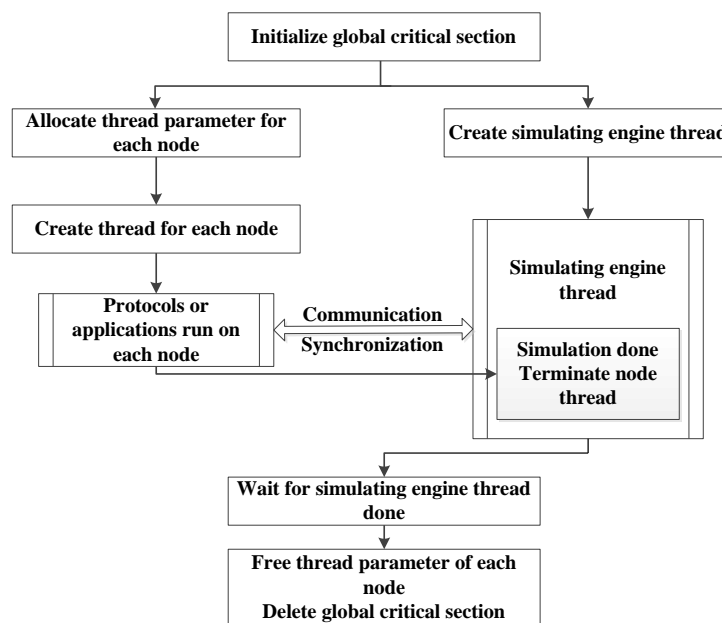 Initialize global critical section
Allocate thread parameter for
each node
Create simulating engine thread
Create thread for each node
Simulating engine
thread
Protocols or
applications run on
each node
Communication
Synchronization
Simulation done
Terminate node
thread
Wait for simulating engine thread
done
Free thread parameter of each
node
Delete global critical section